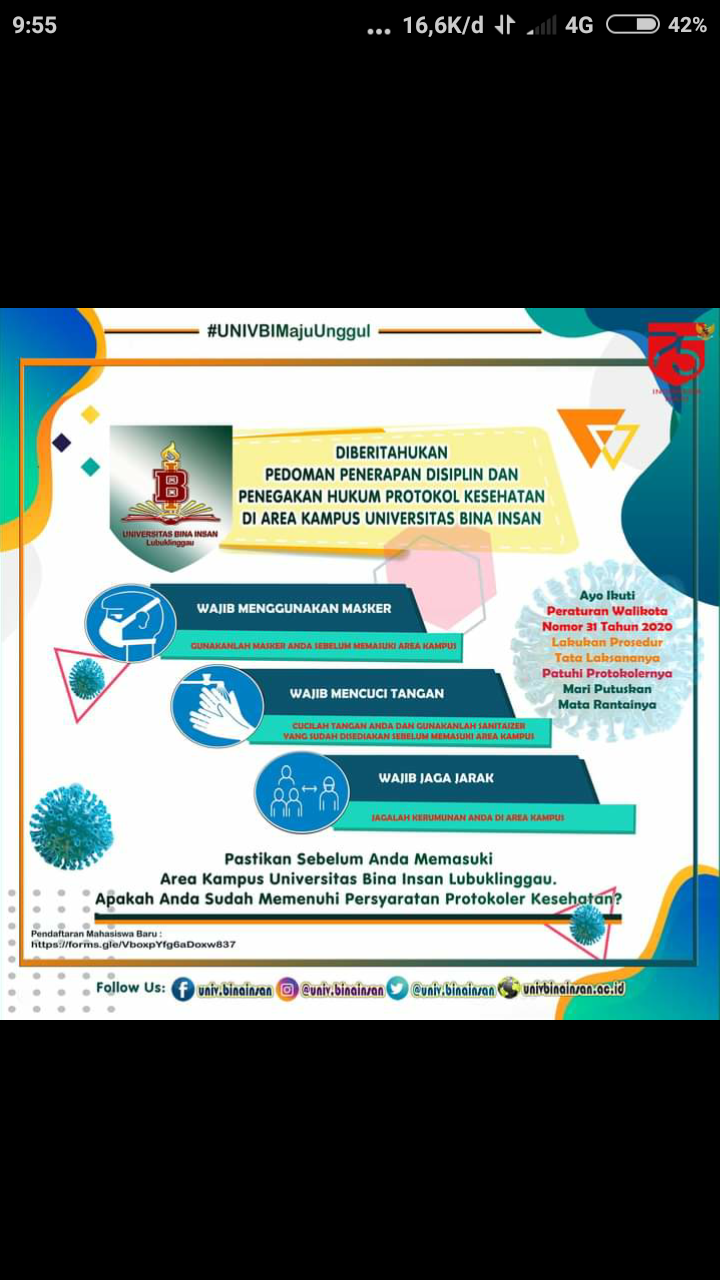 9:55
... 16,6K/d 4G 42%
#UNIVBIMajuUnggul
75
DIBERITAHUKAN
PEDOMAN PENERAPAN DISIPLIN DAN
PENEGAKAN HUKUM PROTOKOL KESEHATAN
DI AREA KAMPUS UNIVERSITAS BINA INSAN
B
UNIVERSITAS BINA INSAN
Lubuklinggau
WAJIB MENGGUNAKAN MASKER
GUNAKANLAH MASKER ANDA SEBELUM MEMASUKI AREA KAMPUS
WAJIB MENCUCI TANGAN
CUCILAH TANGAN ANDA DAN GUNAKANLAH SANITAIZER
YANG SUDAH DISEDIAKAN SEBELUM MEMASUKI AREA KAMPUS
WAJIB JAGA JARAK
JAGALAH KERUMUNAN ANDA DI AREA KAMPUS
Ayo Ikuti
Peraturan Walikota
Nomor 31 Tahun 2020
Lakukan Prosedur
Tata Laksananya
Patuhi Protokolernya
Mari Putuskan
Mata Rantainya
Pastikan Sebelum Anda Memasuki
Area Kampus Universitas Bina Insan Lubuklinggau.
Apakah Anda Sudah Memenuhi Persyaratan Protokoler Kesehatan?
Pendaftaran Mahasiswa Baru :
https://forms.gle/VboxpYfg6aDoxw837
Follow Us: univ.binainsan @univ.binainsan @univ.binainsan univbinainsan.ac.id